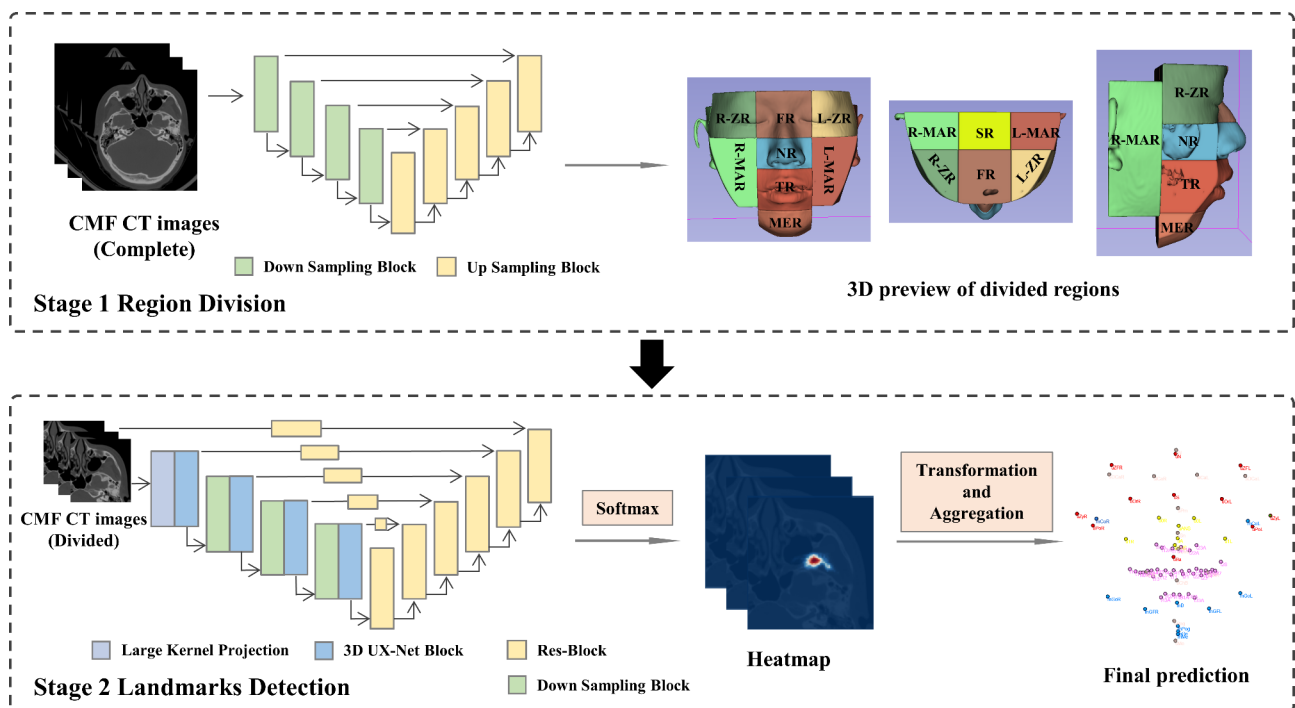 CMF CT images
(Complete)
Down Sampling Block
Up Sampling Block
Stage 1 Region Division
R-ZR
FR
L-ZR
R-MAR
NR
L-MAR
TR
MER
R-MAR
SR
L-MAR
R-ZR
FR
L-ZR
R-ZR
R-MAR
NR
TR
MER
3D preview of divided regions
CMF CT images
(Divided)
Large Kernel Projection
3D UX-Net Block
Res-Block
Down Sampling Block
Stage 2 Landmarks Detection
Softmax
Heatmap
Transformation
and
Aggregation
Final prediction